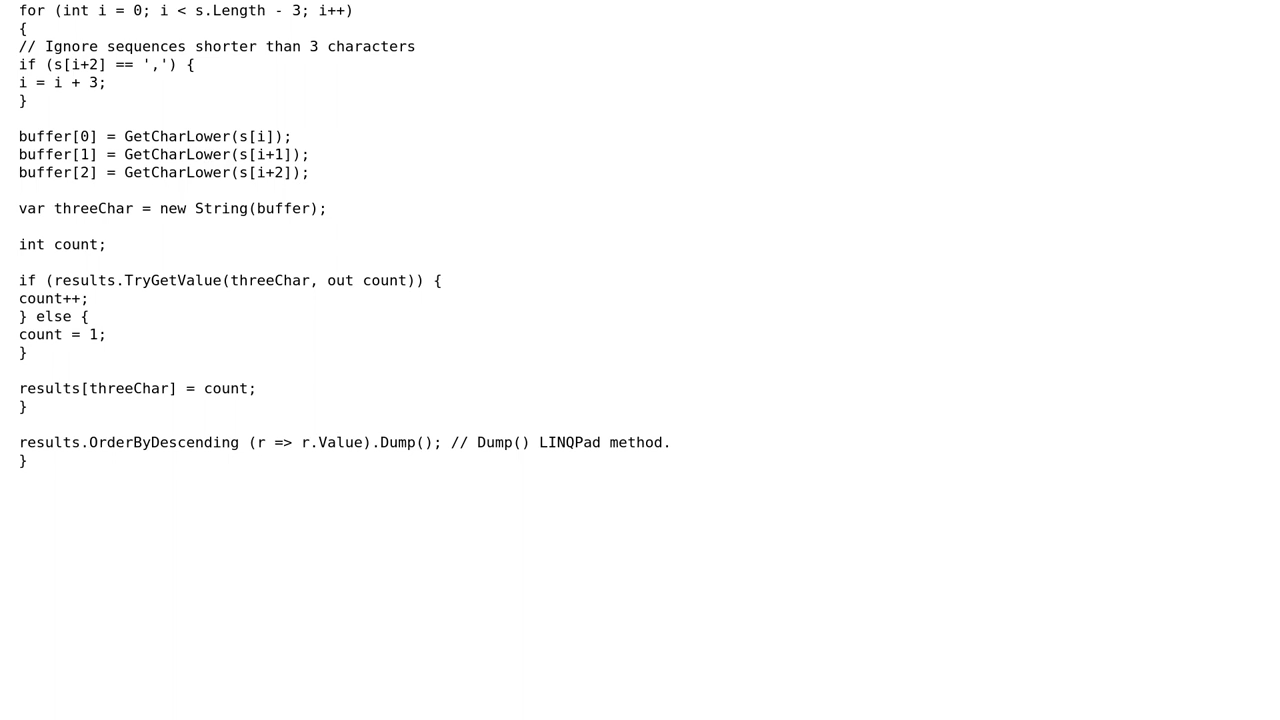 for (int i = 0; i < s.Length - 3; i++)
{
// Ignore sequences shorter than 3 characters
if (s[i+2] == ',') {
i = i + 3;
}

buffer[0] = GetCharLower(s[i]);
buffer[1] = GetCharLower(s[i+1]);
buffer[2] = GetCharLower(s[i+2]);

var threeChar = new String(buffer);

int count;

if (results.TryGetValue(threeChar, out count)) {
count++;
} else {
count = 1;
}

results[threeChar] = count;
}

results.OrderByDescending (r => r.Value).Dump(); // Dump() LINQPad method.
}